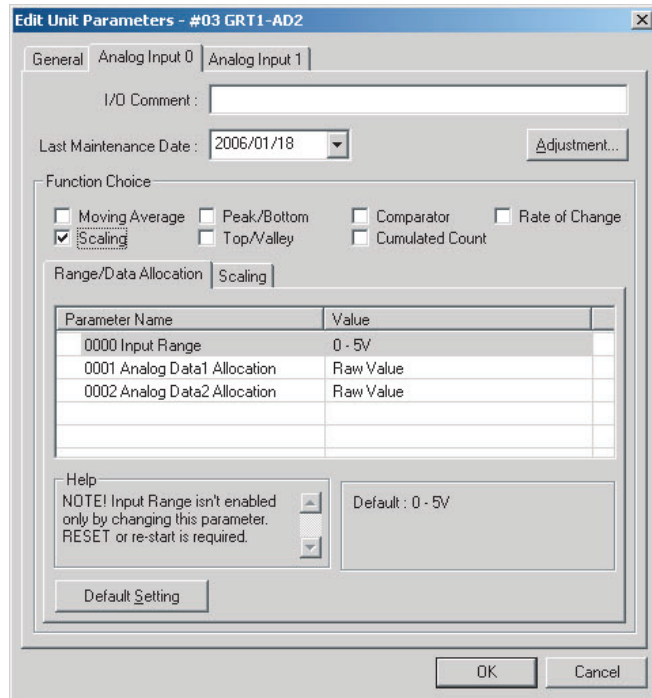 Edit Unit Parameters - #03 GRT1-AD2
General Analog Input 0 Analog Input 1
I/O Comment :
Last Maintenance Date : 2006/01/18 Adjustment...
Function Choice
Moving Average Peak/Bottom Comparator Rate of Change
Scaling Top/Valley Cumulated Count
Range/Data Allocation Scaling
Parameter Name Value
0000 Input Range 0 - 5V
0001 Analog Data1 Allocation Raw Value
0002 Analog Data2 Allocation Raw Value
Help
NOTE! Input Range isn't enabled
only by changing this parameter.
RESET or re-start is required.
Default : 0 - 5V
Default Setting
OK Cancel